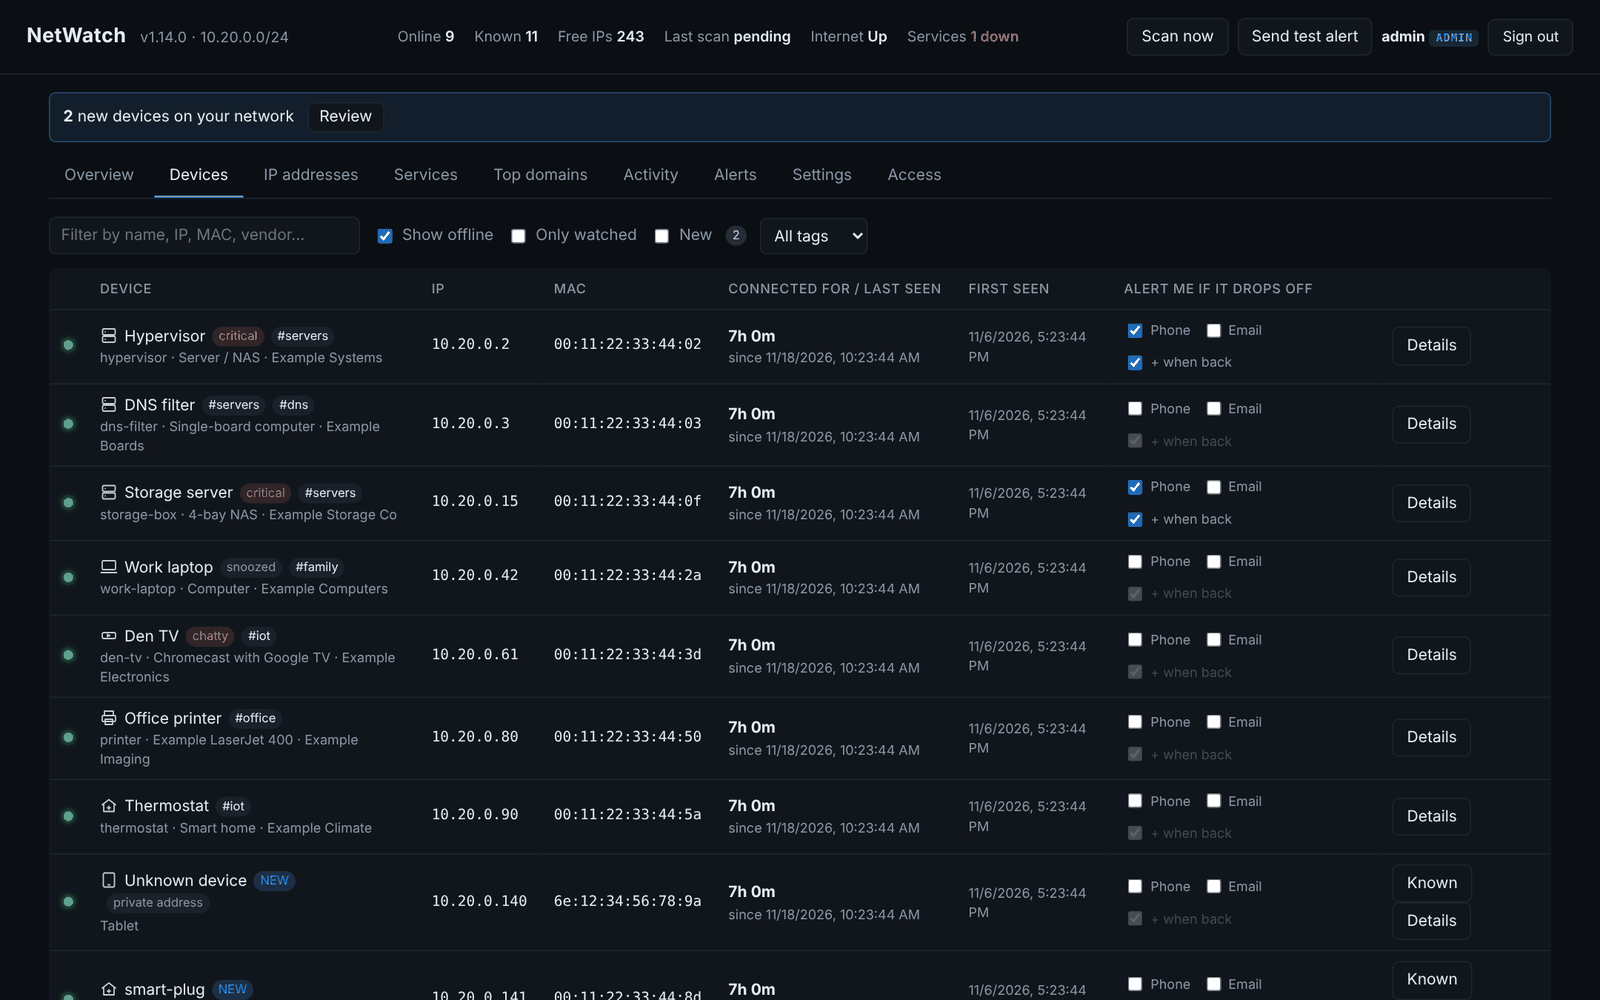 NetWatch v1.14.0 · 10.20.0.0/24 Online 9 Known 11 Free IPs 243 Last scan pending Internet Up Services 1 down Scan now Send test alert admin ADMIN Sign out
2 new devices on your network Review
Overview Devices IP addresses Services Top domains Activity Alerts Settings Access
Filter by name, IP, MAC, vendor... Show offline Only watched New 2 All tags
DEVICE IP MAC CONNECTED FOR / LAST SEEN FIRST SEEN ALERT ME IF IT DROPS OFF
Hypervisor critical #servers
hypervisor · Server / NAS · Example Systems
10.20.0.2
00:11:22:33:44:02
7h 0m
since 11/18/2026, 10:23:44 AM
11/6/2026, 5:23:44
PM
Phone Email
+ when back
Details
DNS filter #servers #dns
dns-filter · Single-board computer · Example
Boards
10.20.0.3
00:11:22:33:44:03
7h 0m
since 11/18/2026, 10:23:44 AM
11/6/2026, 5:23:44
PM
Phone Email
+ when back
Details
Storage server critical #servers
storage-box · 4-bay NAS · Example Storage Co
10.20.0.15
00:11:22:33:44:0f
7h 0m
since 11/18/2026, 10:23:44 AM
11/6/2026, 5:23:44
PM
Phone Email
+ when back
Details
Work laptop snoozed #family
work-laptop · Computer · Example Computers
10.20.0.42
00:11:22:33:44:2a
7h 0m
since 11/18/2026, 10:23:44 AM
11/6/2026, 5:23:44
PM
Phone Email
+ when back
Details
Den TV chatty #iot
den-tv · Chromecast with Google TV · Example
Electronics
10.20.0.61
00:11:22:33:44:3d
7h 0m
since 11/18/2026, 10:23:44 AM
11/6/2026, 5:23:44
PM
Phone Email
+ when back
Details
Office printer #office
printer · Example LaserJet 400 · Example
Imaging
10.20.0.80
00:11:22:33:44:50
7h 0m
since 11/18/2026, 10:23:44 AM
11/6/2026, 5:23:44
PM
Phone Email
+ when back
Details
Thermostat #iot
thermostat · Smart home · Example Climate
10.20.0.90
00:11:22:33:44:5a
7h 0m
since 11/18/2026, 10:23:44 AM
11/6/2026, 5:23:44
PM
Phone Email
+ when back
Details
Unknown device NEW
private address
Tablet
10.20.0.140
6e:12:34:56:78:9a
7h 0m
since 11/18/2026, 10:23:44 AM
11/6/2026, 5:23:44
PM
Phone Email
+ when back
Known
Details
smart-plug NEW
10.20.0.141
00:11:22:33:44:8d
7h 0m
11/6/2026, 5:23:44
Phone Email
Known